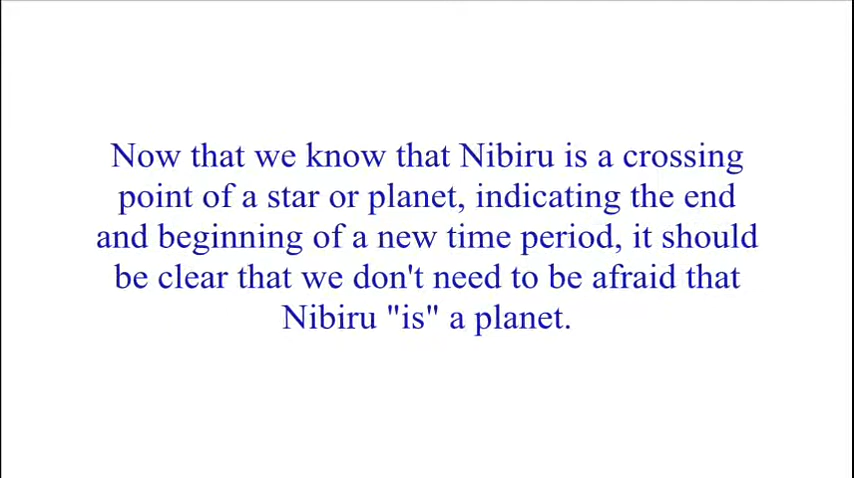 Now that we know that Nibiru is a crossing
point of a star or planet, indicating the end
and beginning of a new time period, it should
be clear that we don't need to be afraid that
Nibiru "is" a planet.